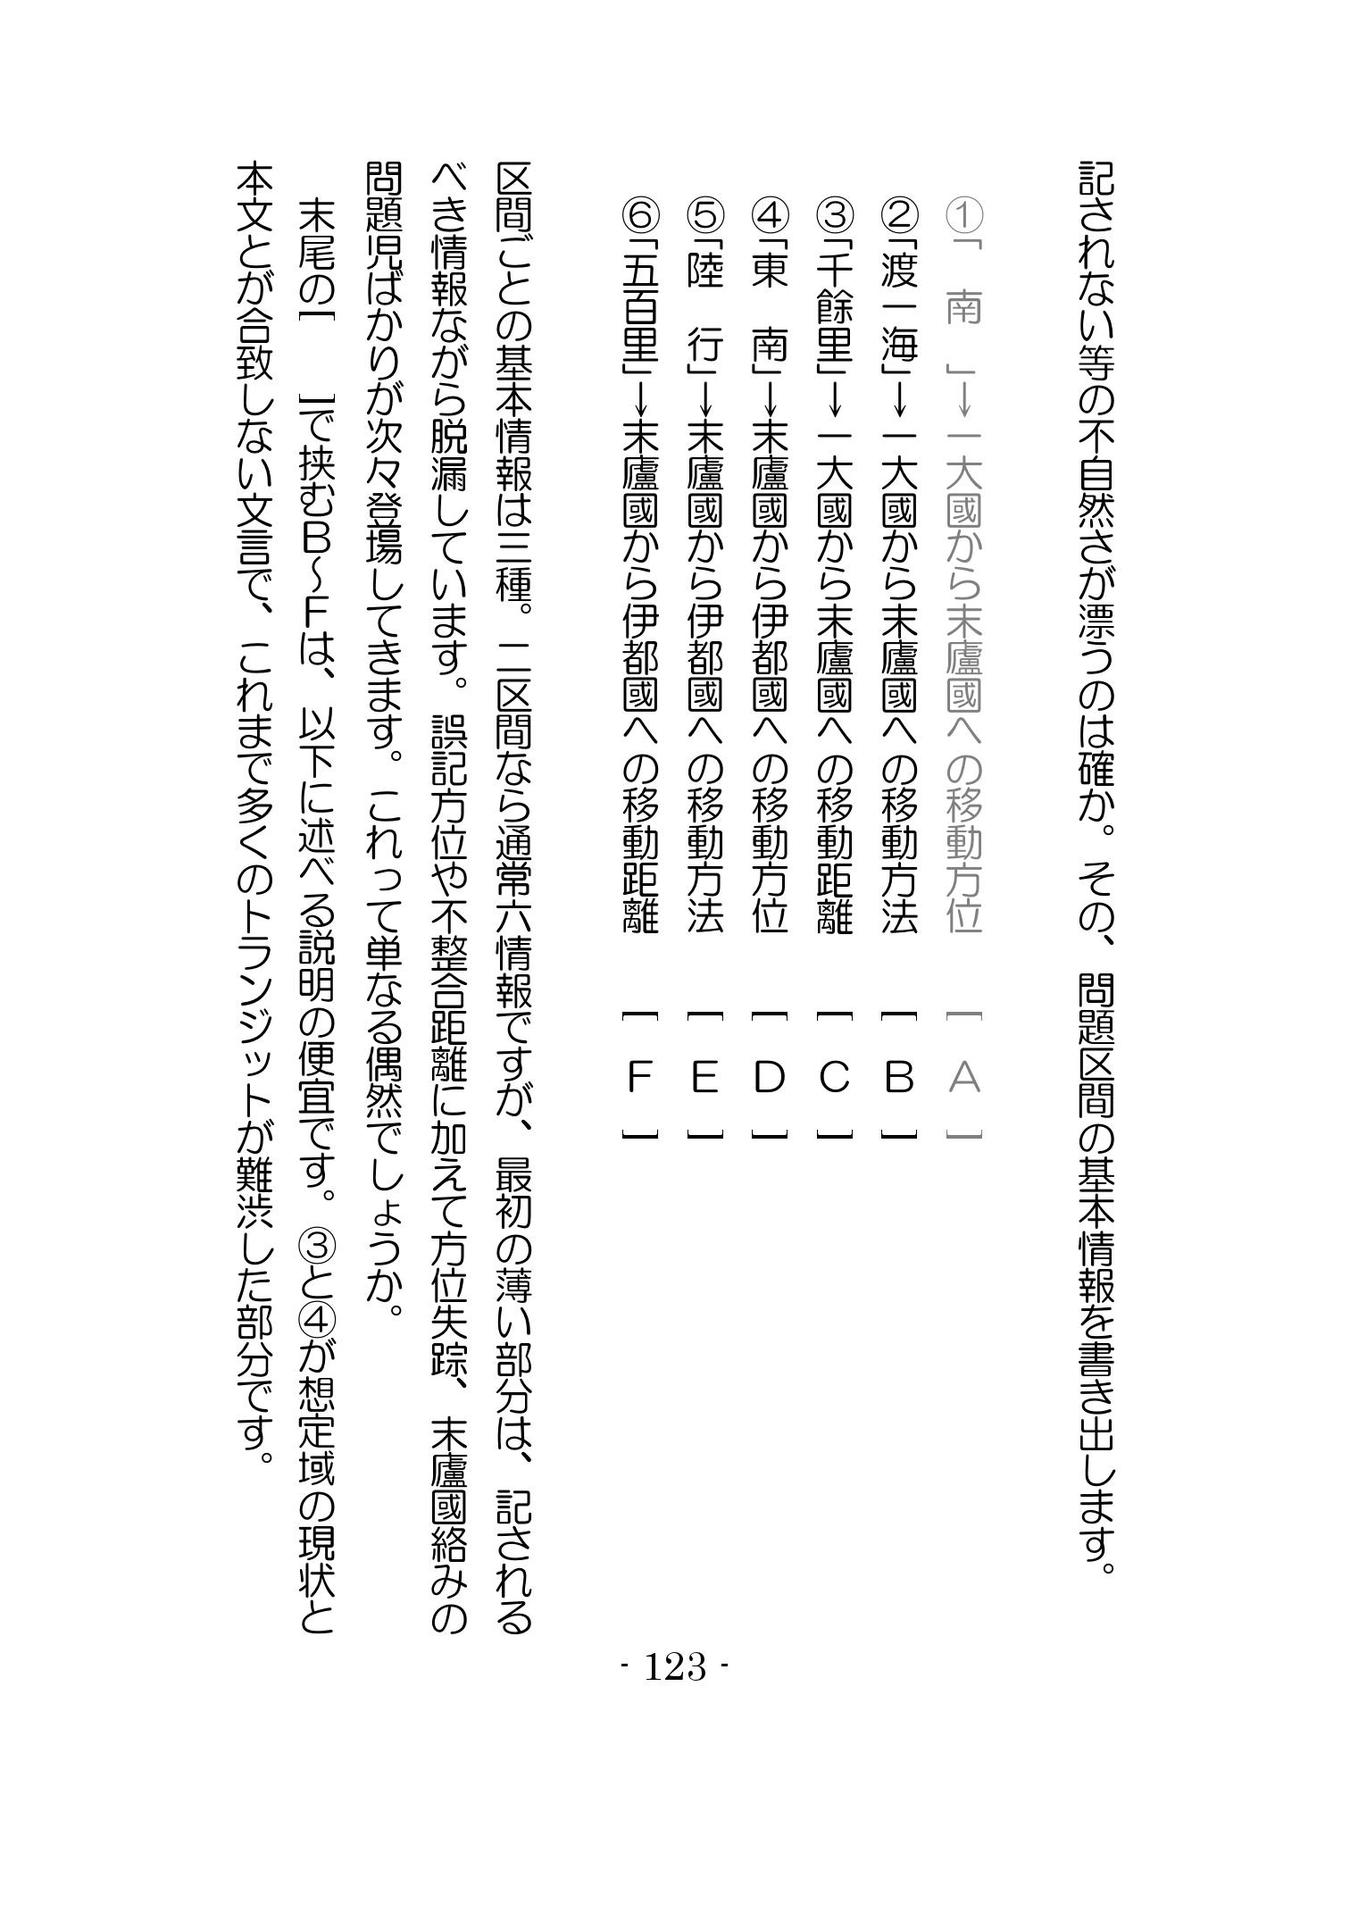 記されない等の不自然さが漂うのは確か。その、問題区間の基本情報を書き出します。
①「　南　」→一大國から末廬國への移動方位　［　A　］
②「渡一海」→一大國から末廬國への移動方法　［　B　］
③「千餘里」→一大國から末廬國への移動距離　［　C　］
④「東　南」→末廬國から伊都國への移動方位　［　D　］
⑤「陸　行」→末廬國から伊都國への移動方法　［　E　］
⑥「五百里」→末廬國から伊都國への移動距離　［　F　］
区間ごとの基本情報は三種。二区間なら通常六情報ですが、最初の薄い部分は、記される
べき情報ながら脱漏しています。誤記方位や不整合距離に加えて方位失踪、末廬國絡みの
問題児ばかりが次々登場してきます。これって単なる偶然でしょうか。
末尾の［　　］で挟むB〜Fは、以下に述べる説明の便宜です。③と④が想定域の現状と
本文とが合致しない文言で、これまで多くのトランジットが難渋した部分です。
- 123 -